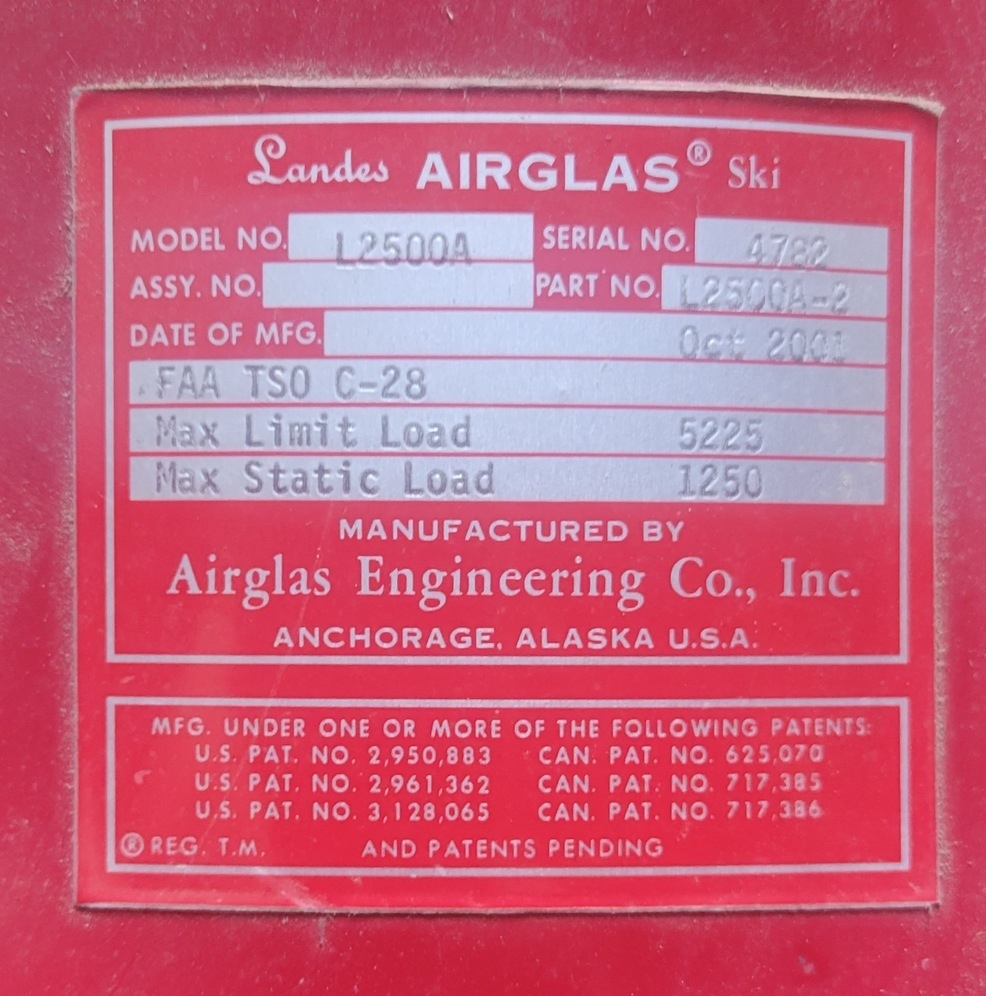 Landes AIRGLAS® Ski
MODEL NO. L2500A SERIAL NO. 4782
ASSY. NO. PART NO. L2500A-2
DATE OF MFG. Oct 2001
FAA TSO C-28
Max Limit Load 5225
Max Static Load 1250
MANUFACTURED BY
Airglas Engineering Co., Inc.
ANCHORAGE, ALASKA U.S.A.
MFG. UNDER ONE OR MORE OF THE FOLLOWING PATENTS:
U.S. PAT. NO. 2,950,883 CAN. PAT. NO. 625,070
U.S. PAT. NO. 2,961,362 CAN. PAT. NO. 717,385
U.S. PAT. NO. 3,128,065 CAN. PAT. NO. 717,386
® REG. T.M. AND PATENTS PENDING